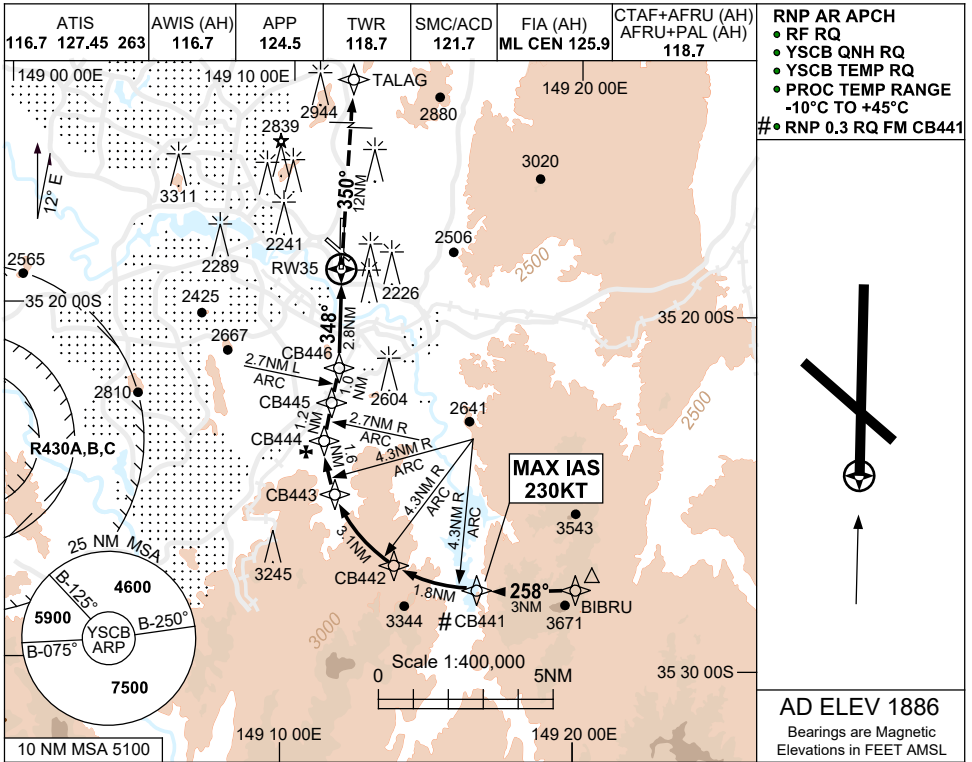 ATIS
116.7 127.45 263
AWIS (AH)
116.7
APP
124.5
TWR
118.7
SMC/ACD
121.7
FIA (AH)
ML CEN 125.9
CTAF+AFRU (AH)
AFRU+PAL (AH)
118.7
RNP AR APCH
• RF RQ
• YSCB QNH RQ
• YSCB TEMP RQ
• PROC TEMP RANGE
-10°C TO +45°C
# • RNP 0.3 RQ FM CB441
149 00 00E
149 10 00E
149 20 00E
TALAG
2944
2880
2839
3020
3311
12° E
350°
12NM
2241
2289
2506
2500
2565
RW35
2226
35 20 00S
35 20 00S
2425
348°
2.8NM
2667
CB446
2.7NM L
ARC
1.0
NM
2604
2810
CB445
2500
1.2
NM
2.7NM R
ARC
2641
CB444
4.3NM R
ARC
R430A,B,C
1.6
NM
MAX IAS
230KT
CB443
4.3NM R
ARC
4.3NM R
ARC
3543
25 NM MSA
3.1NM
3245
CB442
4600
B-125°
1.8NM
258°
3NM
BIBRU
5900
B-250°
3344
# CB441
3671
YSCB
ARP
3000
B-075°
7500
Scale 1:400,000
0
5NM
35 30 00S
10 NM MSA 5100
149 10 00E
149 20 00E
AD ELEV 1886
Bearings are Magnetic
Elevations in FEET AMSL